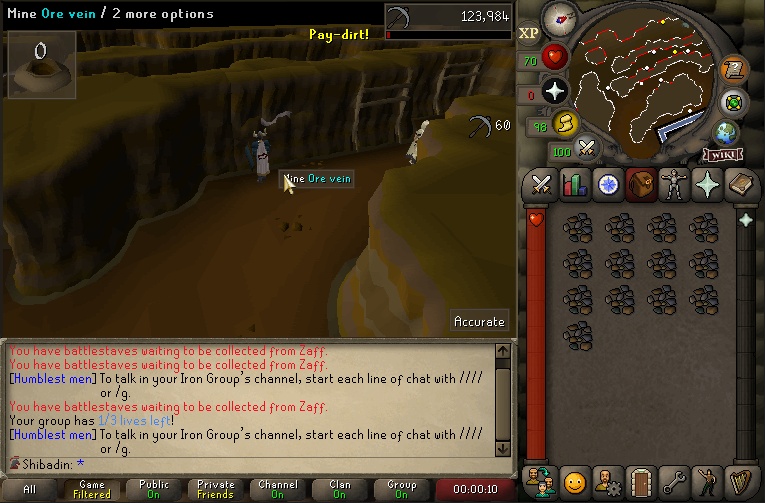 Mine Ore vein / 2 more options
123,984
Pay-dirt!
0
60
Mine Ore vein
Accurate
XP
70
0
98
100
WIKI
You have battlestaves waiting to be collected from Zaff.
You have battlestaves waiting to be collected from Zaff.
[Humblest men] To talk in your Iron Group's channel, start each line of chat with ////
or /g.
You have battlestaves waiting to be collected from Zaff.
Your group has 1/3 lives left!
[Humblest men] To talk in your Iron Group's channel, start each line of chat with ////
or /g.
Shibadin: *
All
Game
Filtered
Public
On
Private
Friends
Channel
On
Clan
On
Group
On
00:00:10